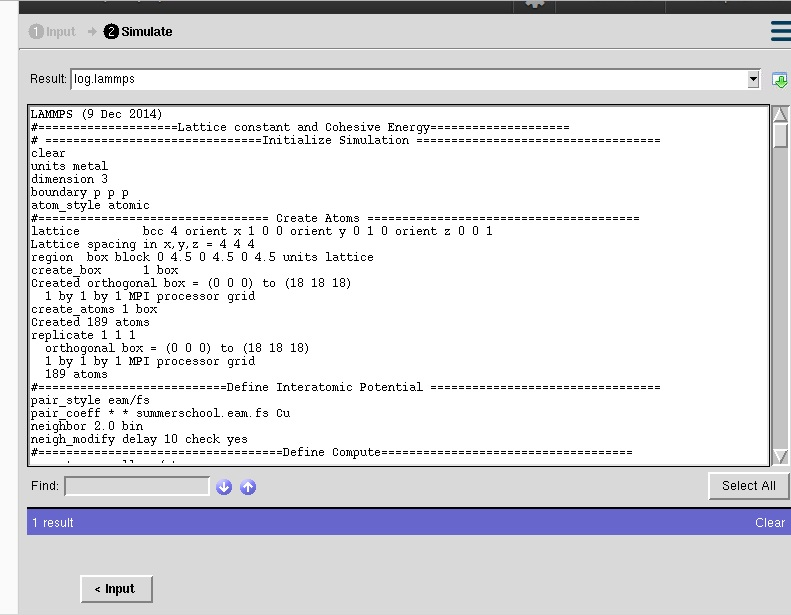 1 Input → 2 Simulate
Result: log.lammps
LAMMPS (9 Dec 2014)
#====================Lattice constant and Cohesive Energy====================
# ===============================Initialize Simulation ===================================
clear
units metal
dimension 3
boundary p p p
atom_style atomic
#================================= Create Atoms =======================================
lattice         bcc 4 orient x 1 0 0 orient y 0 1 0 orient z 0 0 1
Lattice spacing in x,y,z = 4 4 4
region  box block 0 4.5 0 4.5 0 4.5 units lattice
create_box      1 box
Created orthogonal box = (0 0 0) to (18 18 18)
  1 by 1 by 1 MPI processor grid
create_atoms 1 box
Created 189 atoms
replicate 1 1 1
  orthogonal box = (0 0 0) to (18 18 18)
  1 by 1 by 1 MPI processor grid
  189 atoms
#===========================Define Interatomic Potential =================================
pair_style eam/fs
pair_coeff * * summerschool.eam.fs Cu
neighbor 2.0 bin
neigh_modify delay 10 check yes
#===================================Define Compute====================================
Find:
Select All
1 result
Clear
< Input